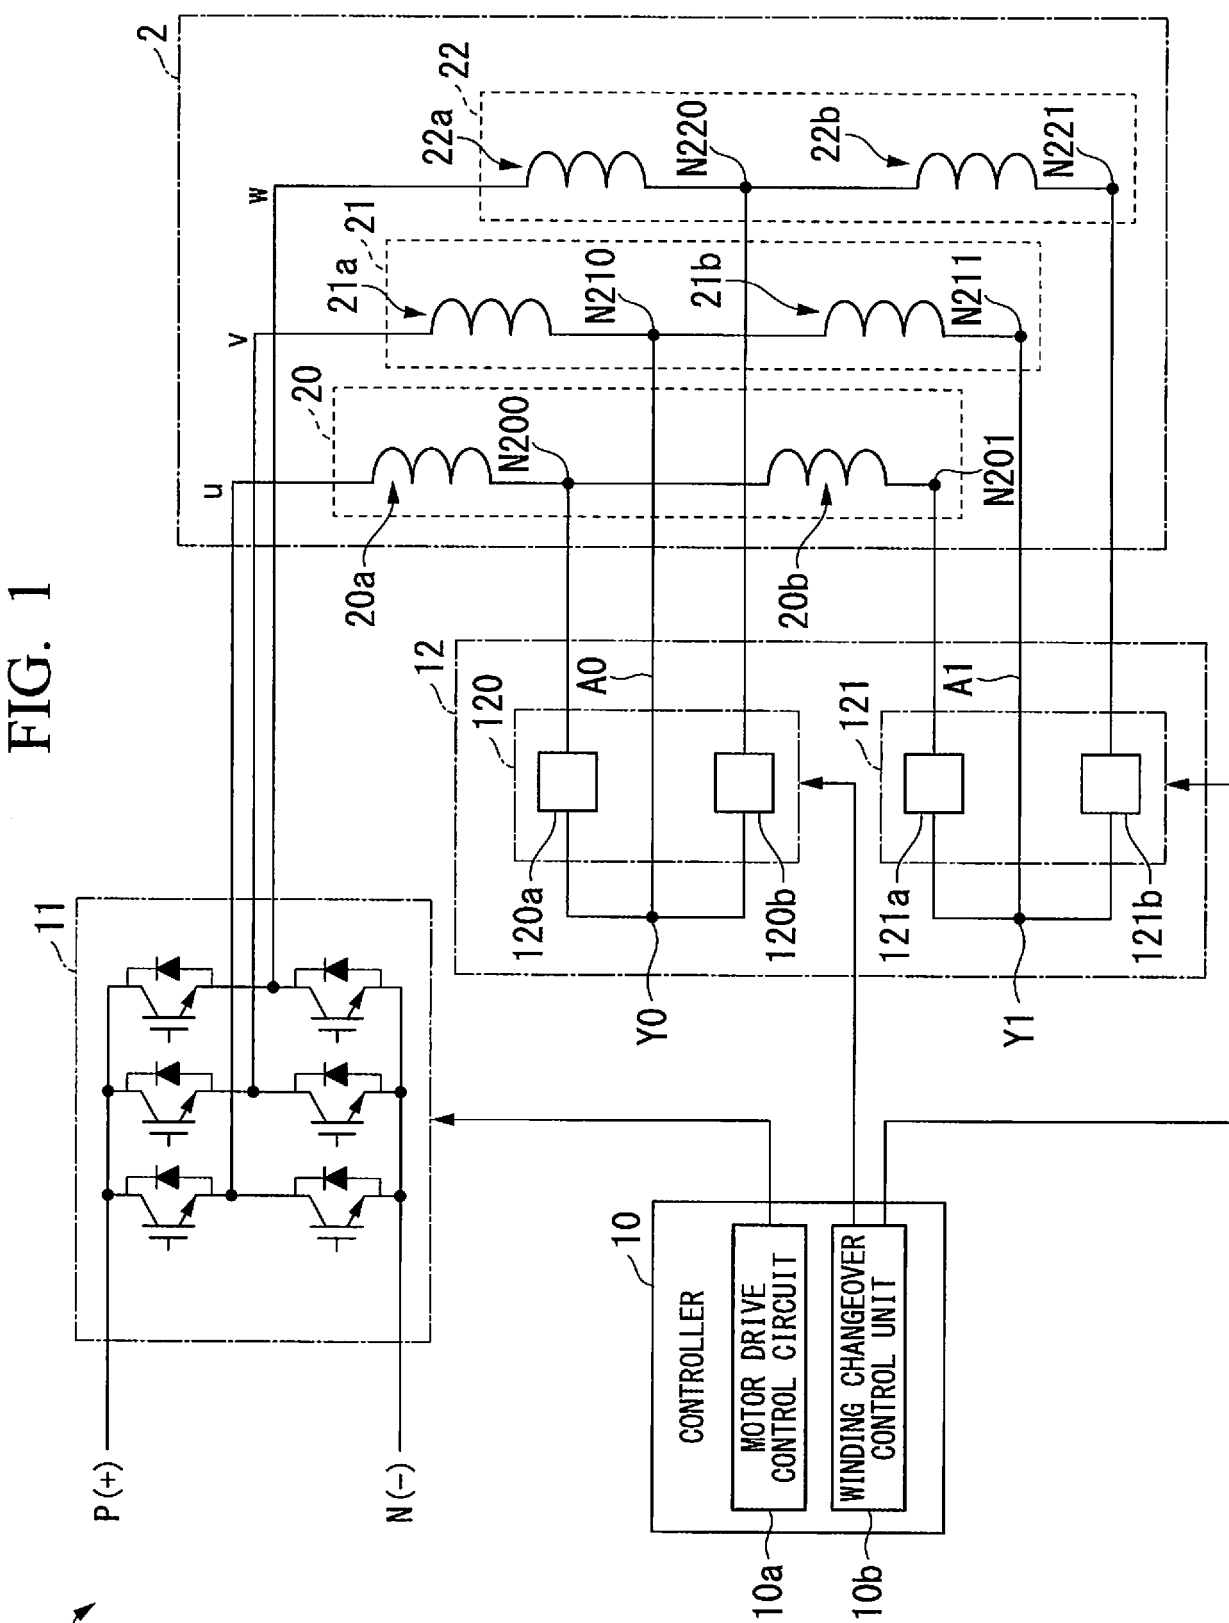 FIG. 1
P(+)
N(-)
11
u
v
w
2
20
20a
20b
N200
N201
21
21a
21b
N210
N211
22
22a
22b
N220
N221
12
120
120a
120b
A0
Y0
121
121a
121b
A1
Y1
10
CONTROLLER
10a
MOTOR DRIVE
CONTROL CIRCUIT
10b
WINDING CHANGEOVER
CONTROL UNIT